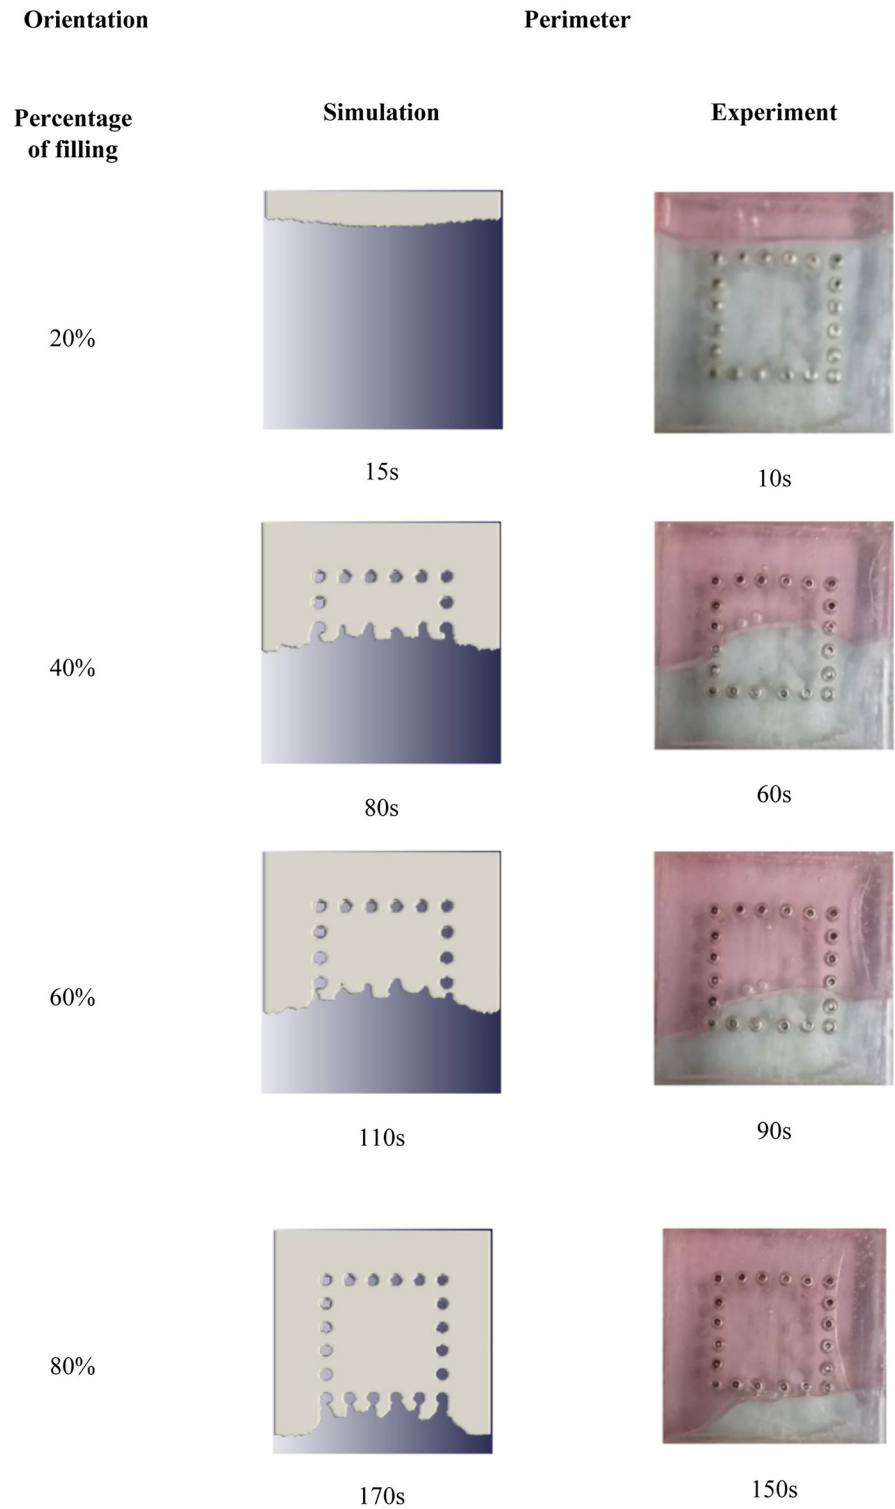 Orientation
Perimeter
Percentage
of filling
Simulation
Experiment
20%
15s
10s
40%
80s
60s
60%
110s
90s
80%
170s
150s